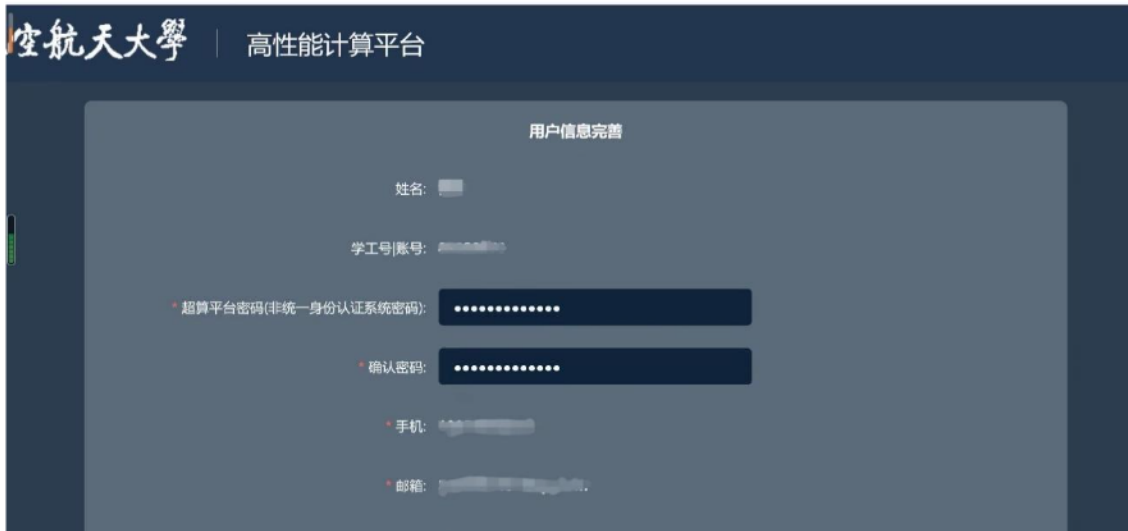 空航天大學 | 高性能计算平台
用户信息完善
姓名:
学工号|账号:
* 超算平台密码(非统一身份认证系统密码): •••••••••••••
* 确认密码: •••••••••••••
* 手机:
* 邮箱: